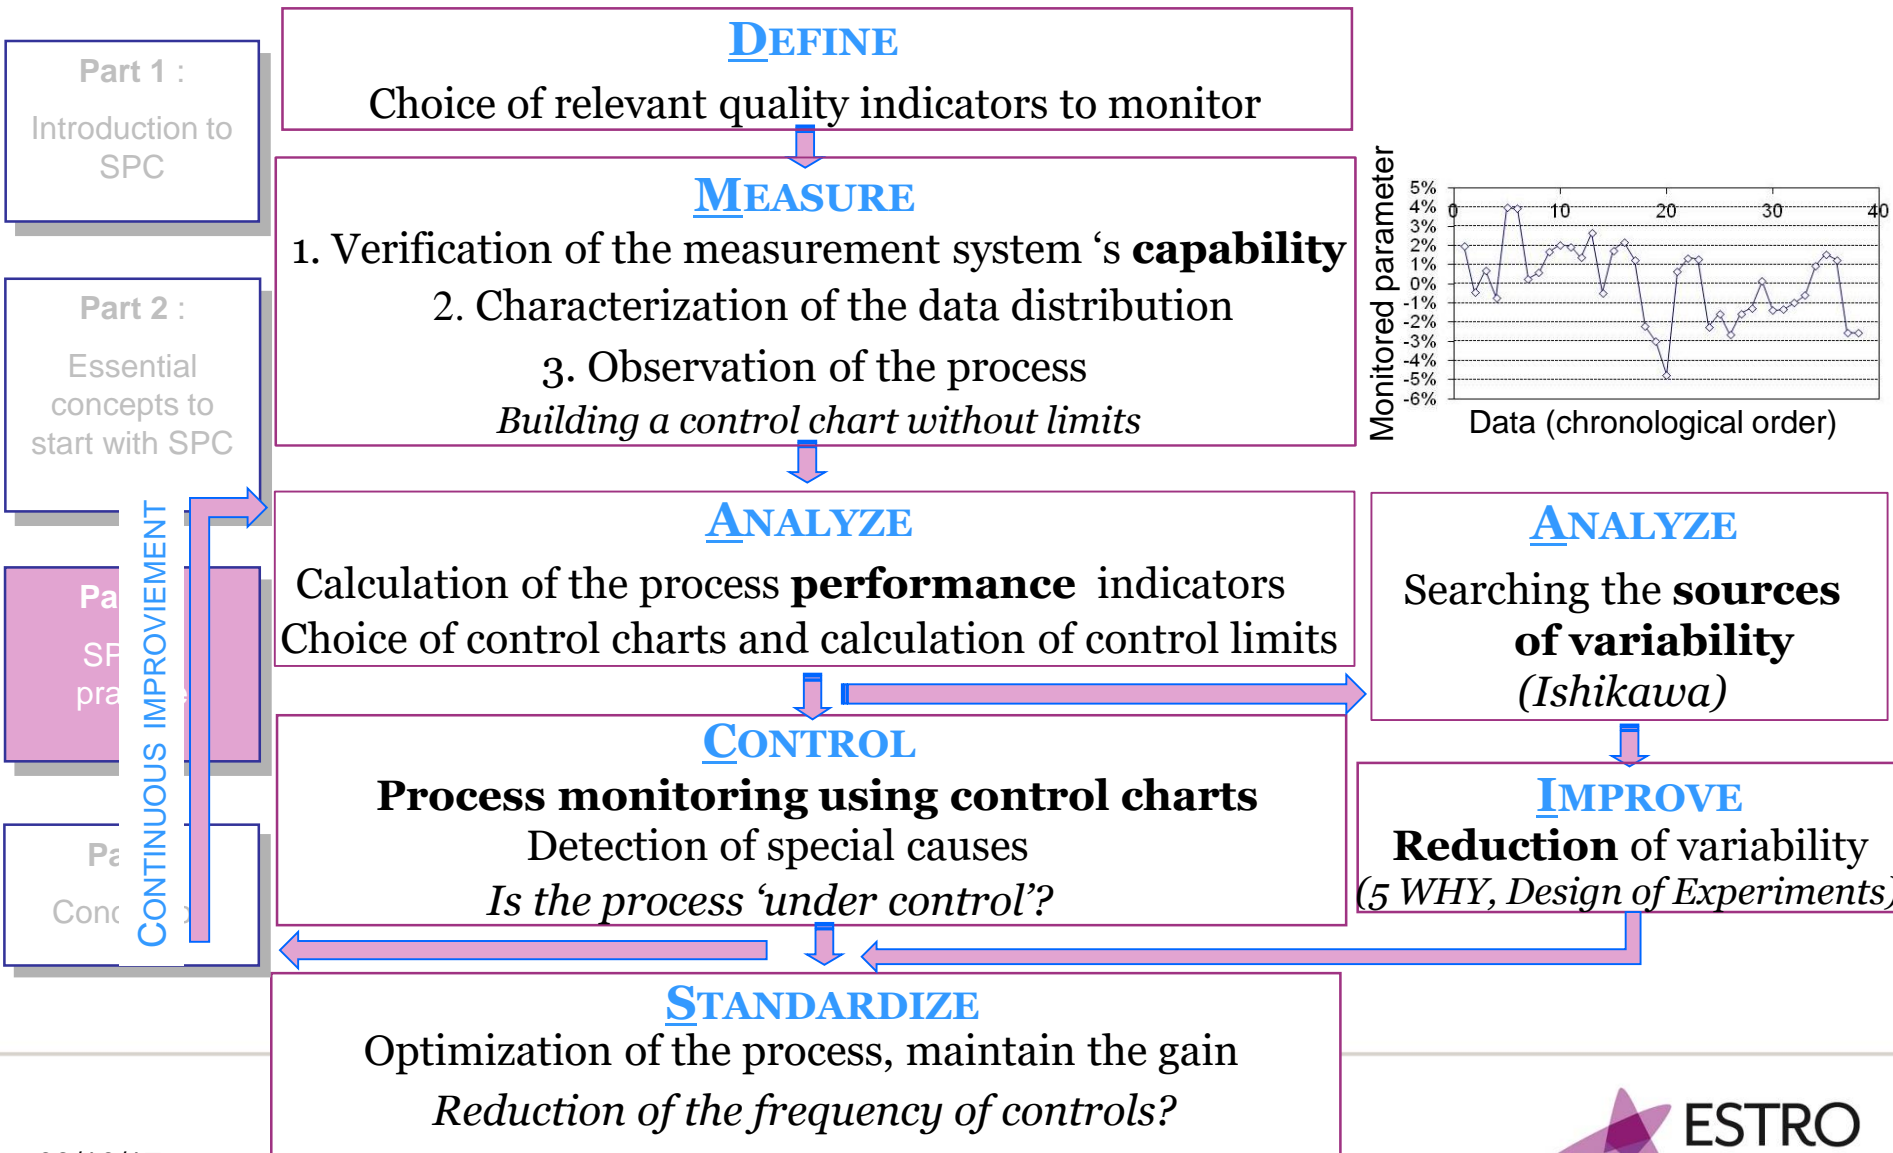 Part 1 :
Introduction to
SPC
Part 2 :
Essential
concepts to
start with SPC
CONTINUOUS IMPROVIEMENT
DEFINE
Choice of relevant quality indicators to monitor
MEASURE
1. Verification of the measurement system ‘s capability
2. Characterization of the data distribution
3. Observation of the process
Building a control chart without limits
Monitored parameter
5%
4%
3%
2%
1%
0%
-1%
-2%
-3%
-4%
-5%
-6%
0 10 20 30 40
Data (chronological order)
ANALYZE
Calculation of the process performance indicators
Choice of control charts and calculation of control limits
ANALYZE
Searching the sources
of variability
(Ishikawa)
CONTROL
Process monitoring using control charts
Detection of special causes
Is the process ‘under control’?
IMPROVE
Reduction of variability
(5 WHY, Design of Experiments)
STANDARDIZE
Optimization of the process, maintain the gain
Reduction of the frequency of controls?
ESTRO